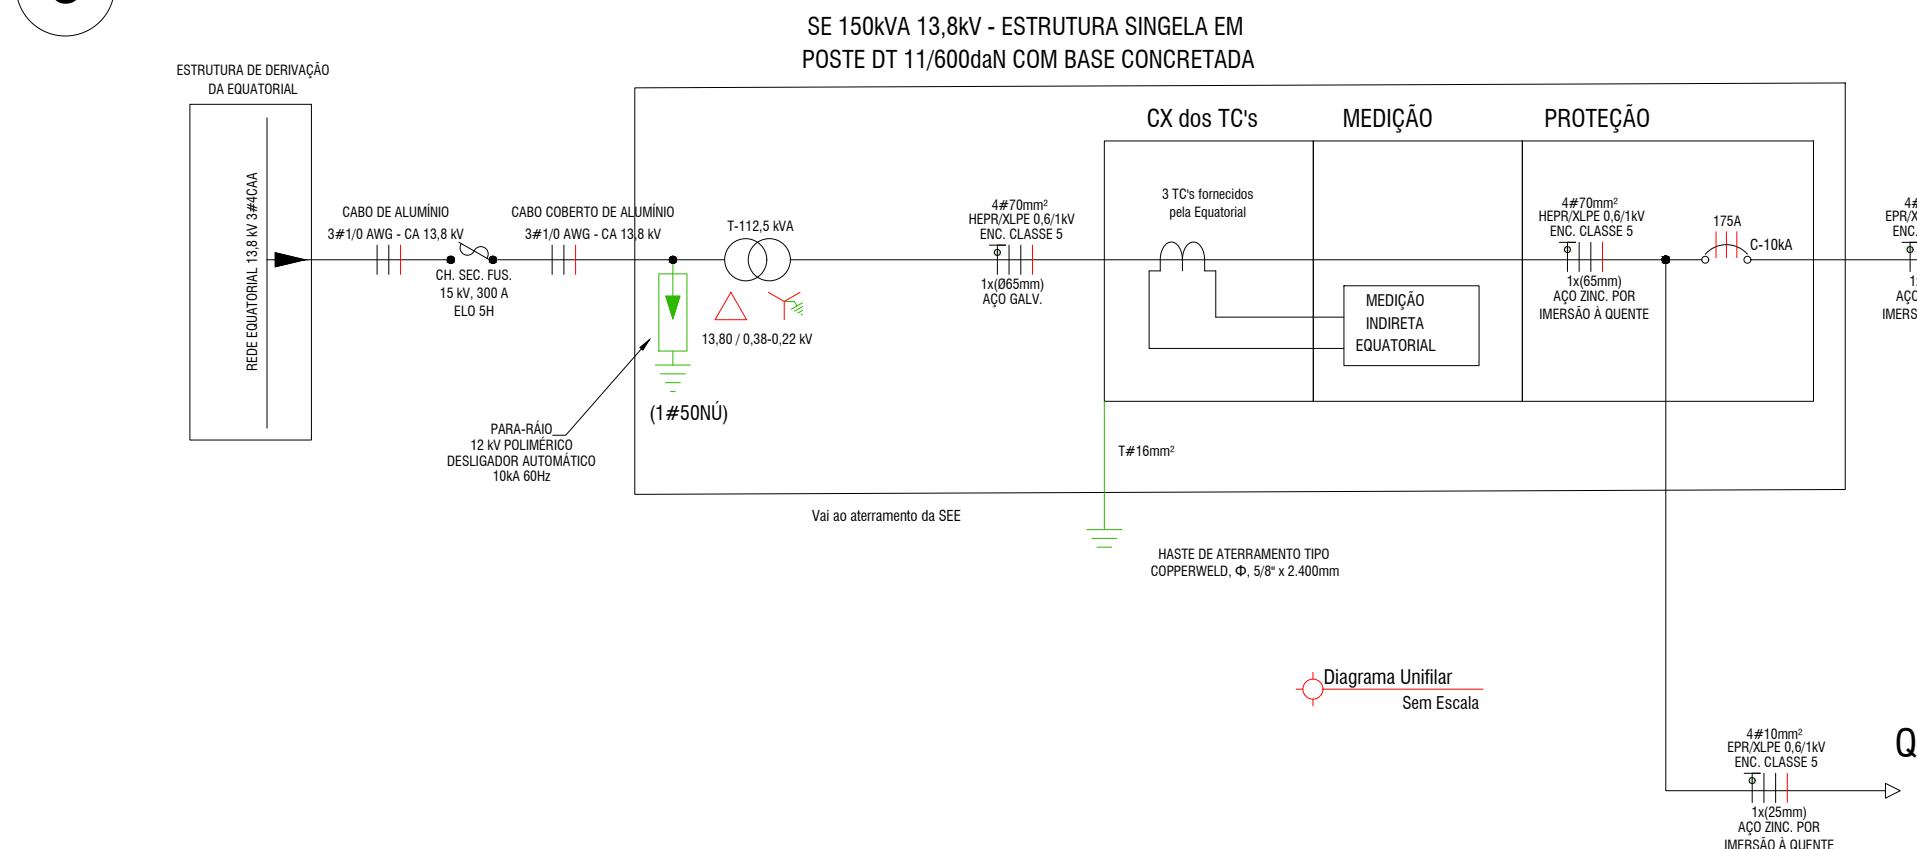 SE 150kVA 13,8kV - ESTRUTURA SINGELA EM
POSTE DT 11/600daN COM BASE CONCRETADA
ESTRUTURA DE DERIVAÇÃO
DA EQUATORIAL
REDE EQUATORIAL 13,8 kV 3#4CAA
CABO DE ALUMÍNIO
3#1/0 AWG - CA 13,8 kV
CH. SEC. FUS.
15 kV, 300 A
ELO 5H
CABO COBERTO DE ALUMÍNIO
3#1/0 AWG - CA 13,8 kV
T-112,5 kVA
13,80 / 0,38-0,22 kV
(1#50NÚ)
PARA-RÁIO
12 kV POLIMÉRICO
DESLIGADOR AUTOMÁTICO
10kA 60Hz
4#70mm²
HEPR/XLPE 0,6/1kV
ENC. CLASSE 5
1x(Ø65mm)
AÇO GALV.
CX dos TC's
MEDIÇÃO
PROTEÇÃO
3 TC's fornecidos
pela Equatorial
MEDIÇÃO
INDIRETA
EQUATORIAL
4#70mm²
HEPR/XLPE 0,6/1kV
ENC. CLASSE 5
1x(65mm)
AÇO ZINC. POR
IMERSÃO À QUENTE
175A
C-10kA
4#
EPR/X
ENC.
1
AÇO
IMERS
T#16mm²
Vai ao aterramento da SEE
HASTE DE ATERRAMENTO TIPO
COPPERWELD, Φ, 5/8" x 2.400mm
Diagrama Unifilar
Sem Escala
4#10mm²
EPR/XLPE 0,6/1kV
ENC. CLASSE 5
1x(25mm)
AÇO ZINC. POR
IMERSÃO À QUENTE
Q